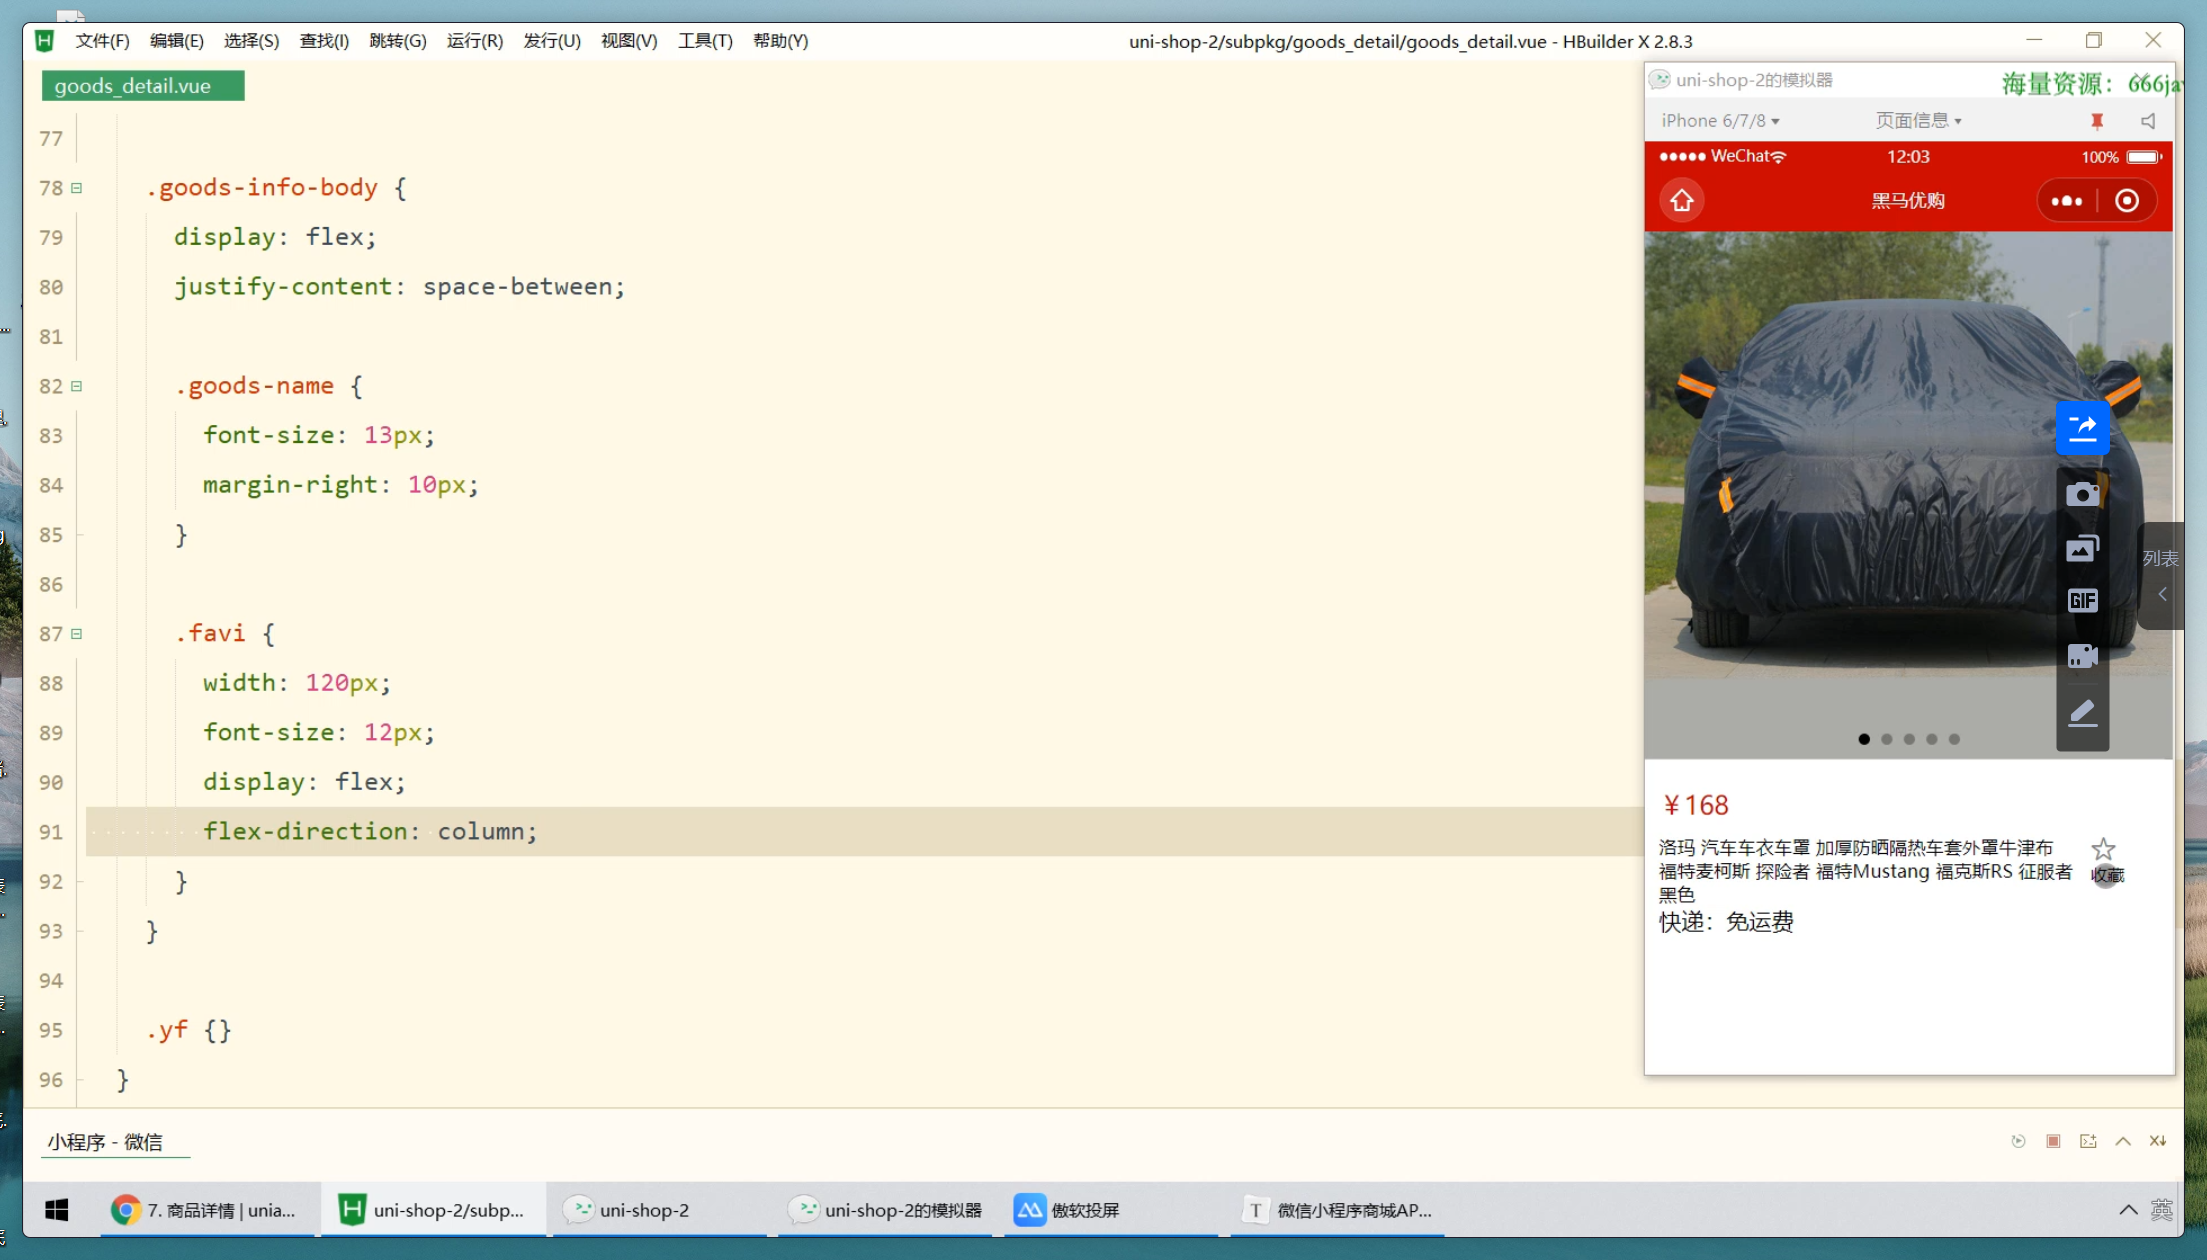 文件(F) 编辑(E) 选择(S) 查找(I) 跳转(G) 运行(R) 发行(U) 视图(V) 工具(T) 帮助(Y) uni-shop-2/subpkg/goods_detail/goods_detail.vue - HBuilder X 2.8.3
goods_detail.vue
77
78 .goods-info-body {
79 display: flex;
80 justify-content: space-between;
81
82 .goods-name {
83 font-size: 13px;
84 margin-right: 10px;
85 }
86
87 .favi {
88 width: 120px;
89 font-size: 12px;
90 display: flex;
91 flex-direction: column;
92 }
93 }
94
95 .yf {}
96 }
uni-shop-2的模拟器
海量资源：666ja
iPhone 6/7/8 页面信息
WeChat 12:03 100%
黑马优购
GIF
列表
￥168
洛玛 汽车车衣车罩 加厚防晒隔热车套外罩牛津布
福特麦柯斯 探险者 福特Mustang 福克斯RS 征服者
黑色
收藏
快递：免运费
小程序 - 微信
7. 商品详情 | unia... uni-shop-2/subp... uni-shop-2 uni-shop-2的模拟器 傲软投屏 微信小程序商城AP... 英